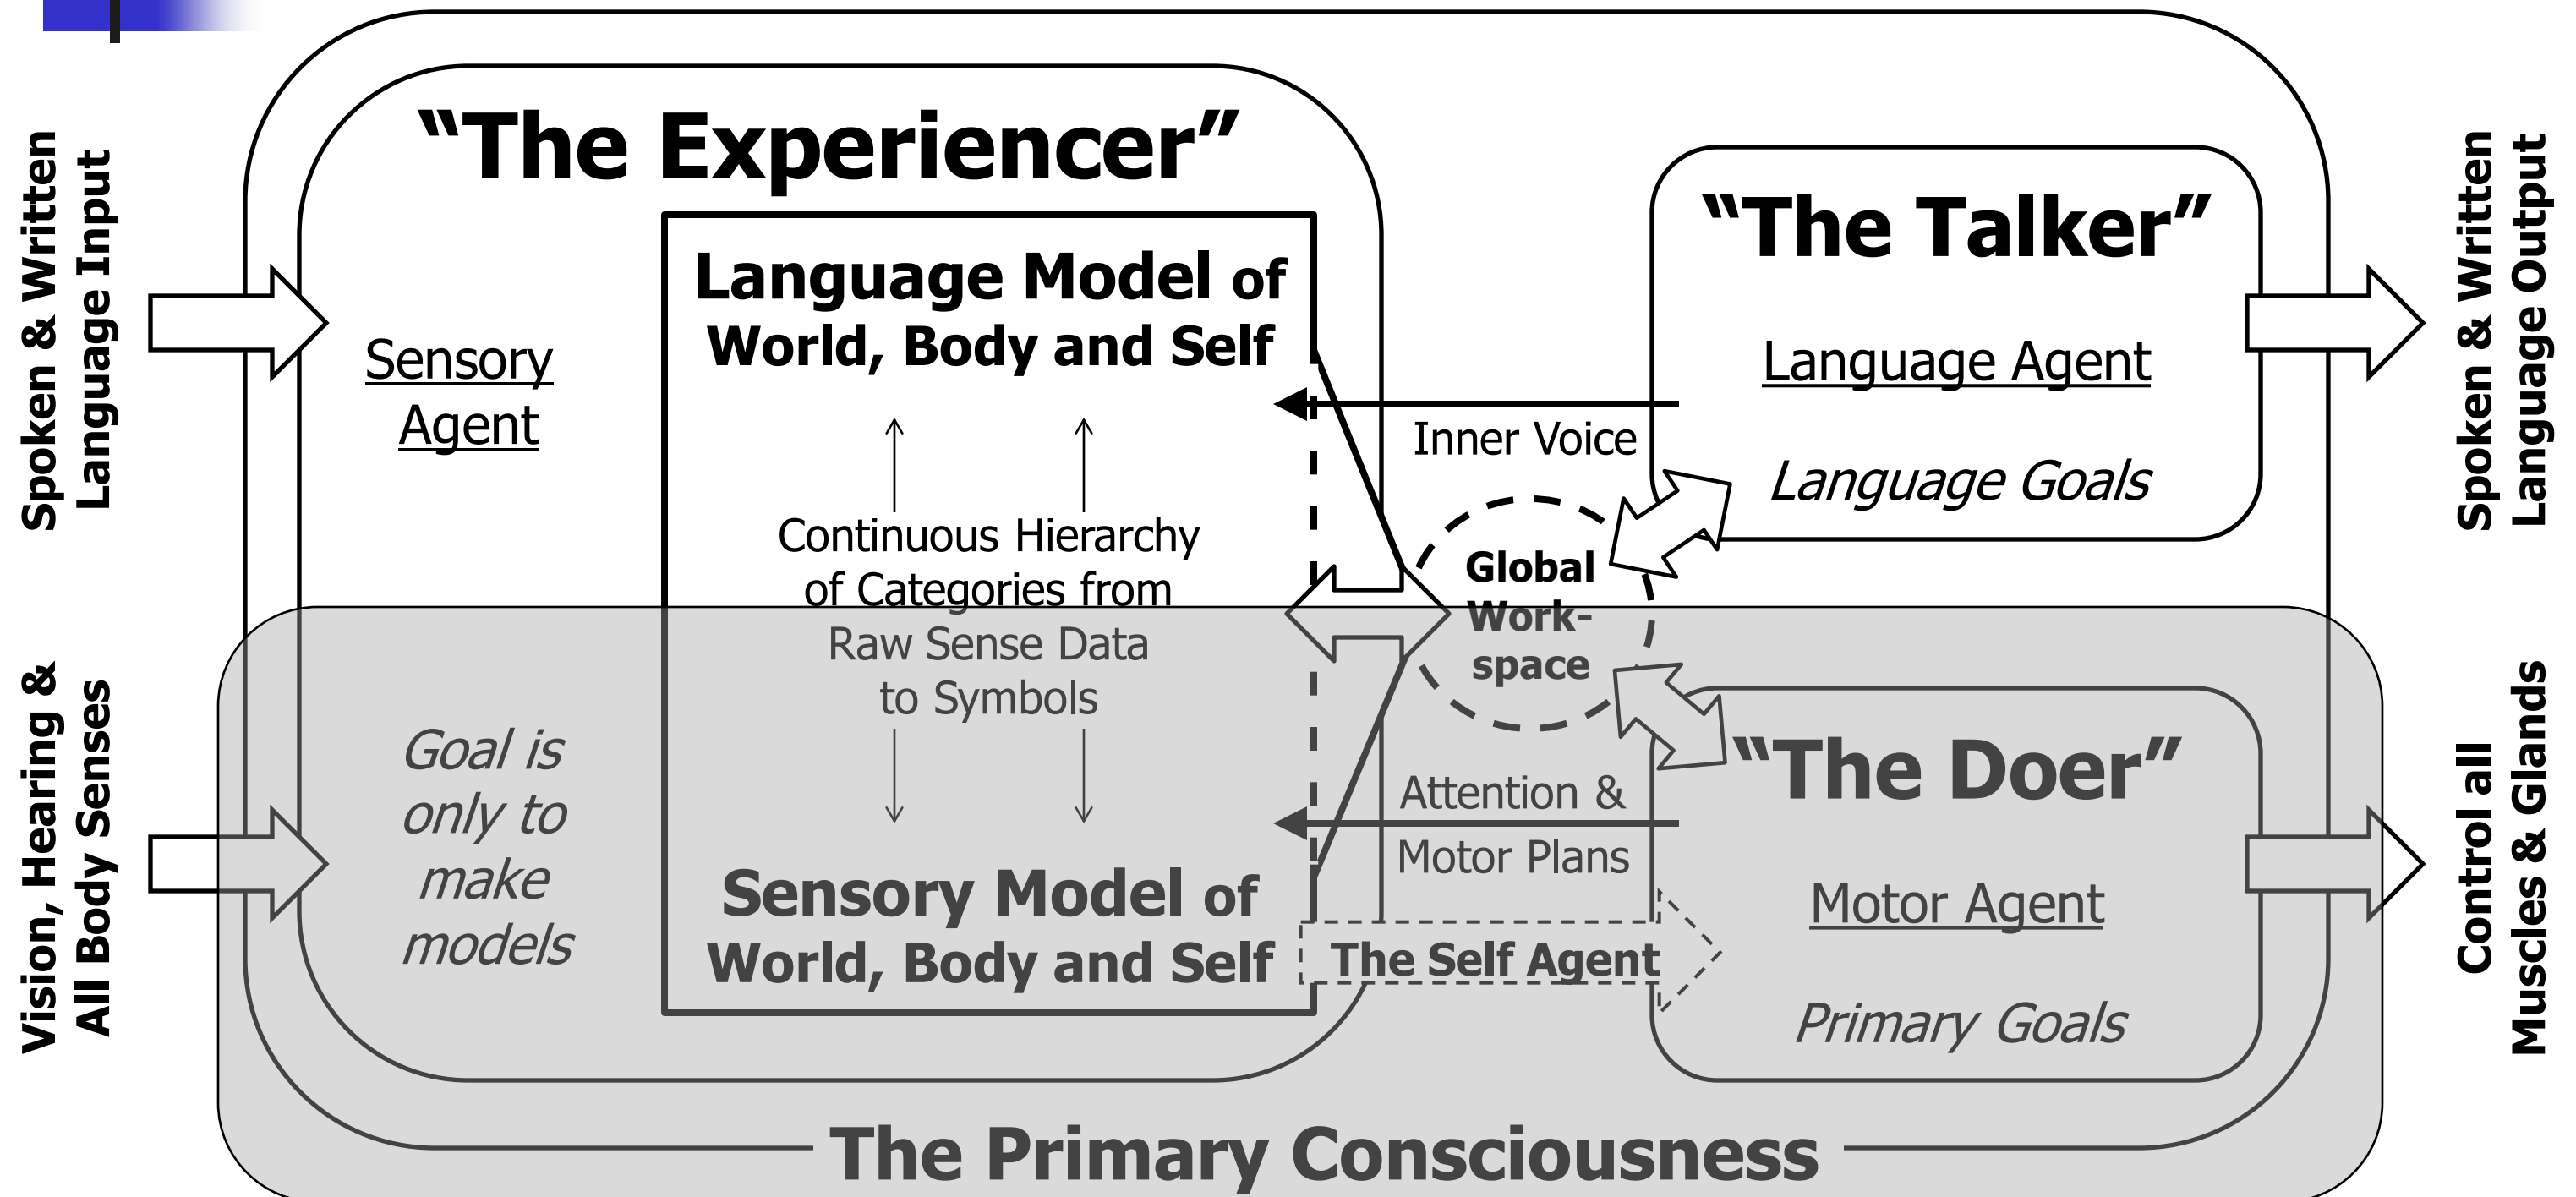 Spoken & Written
Language Input
Vision, Hearing &
All Body Senses
“The Experiencer”
Sensory
Agent
Goal is
only to
make
models
Language Model of
World, Body and Self
Continuous Hierarchy
of Categories from
Raw Sense Data
to Symbols
Sensory Model of
World, Body and Self
Inner Voice
Global
Work-
space
Attention &
Motor Plans
The Self Agent
“The Talker”
Language Agent
Language Goals
“The Doer”
Motor Agent
Primary Goals
Spoken & Written
Language Output
Control all
Muscles & Glands
The Primary Consciousness